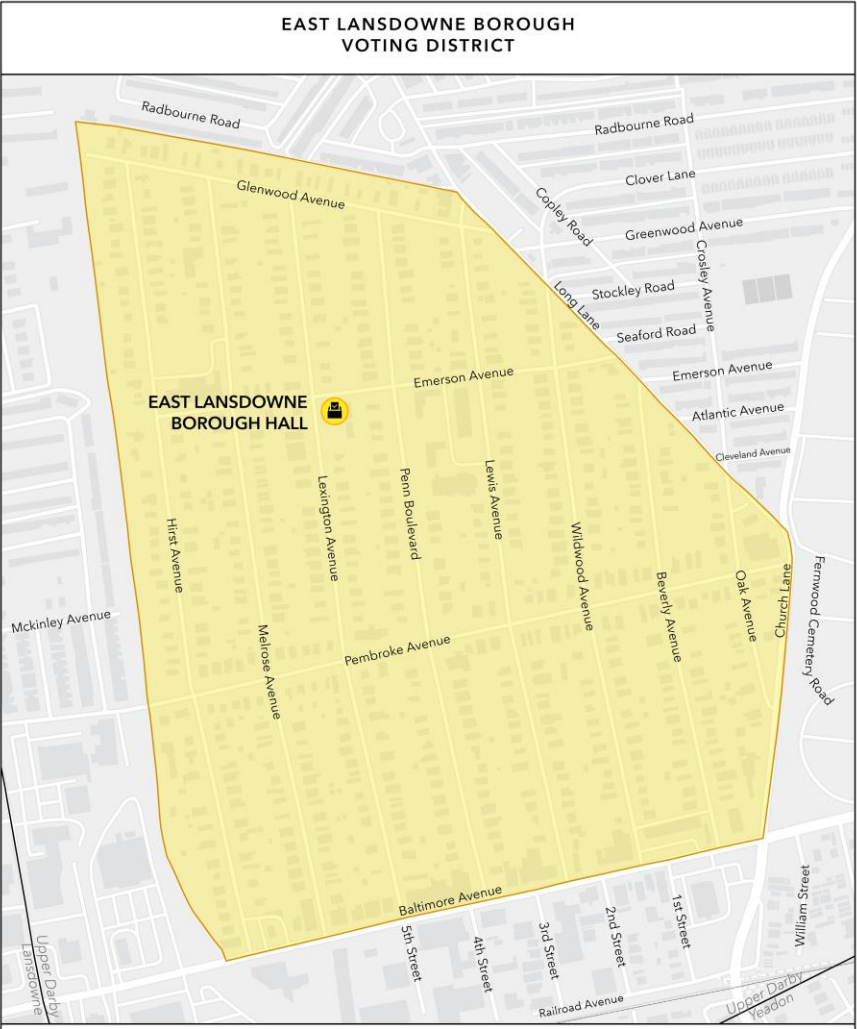 EAST LANSDOWNE BOROUGH
VOTING DISTRICT
Radbourne Road
Radbourne Road
Clover Lane
Glenwood Avenue
Copley Road
Greenwood Avenue
Crosley Avenue
Stockley Road
Long Lane
Seaford Road
Emerson Avenue
Emerson Avenue
EAST LANSDOWNE
BOROUGH HALL
Atlantic Avenue
Cleveland Avenue
Lewis Avenue
Penn Boulevard
Lexington Avenue
Hirst Avenue
Wildwood Avenue
Beverly Avenue
Oak Avenue
Church Lane
Fernwood Cemetery Road
Mckinley Avenue
Melrose Avenue
Pembroke Avenue
Baltimore Avenue
William Street
1st Street
2nd Street
3rd Street
4th Street
5th Street
Upper Darby
Lansdowne
Railroad Avenue
Upper Darby
Yeadon